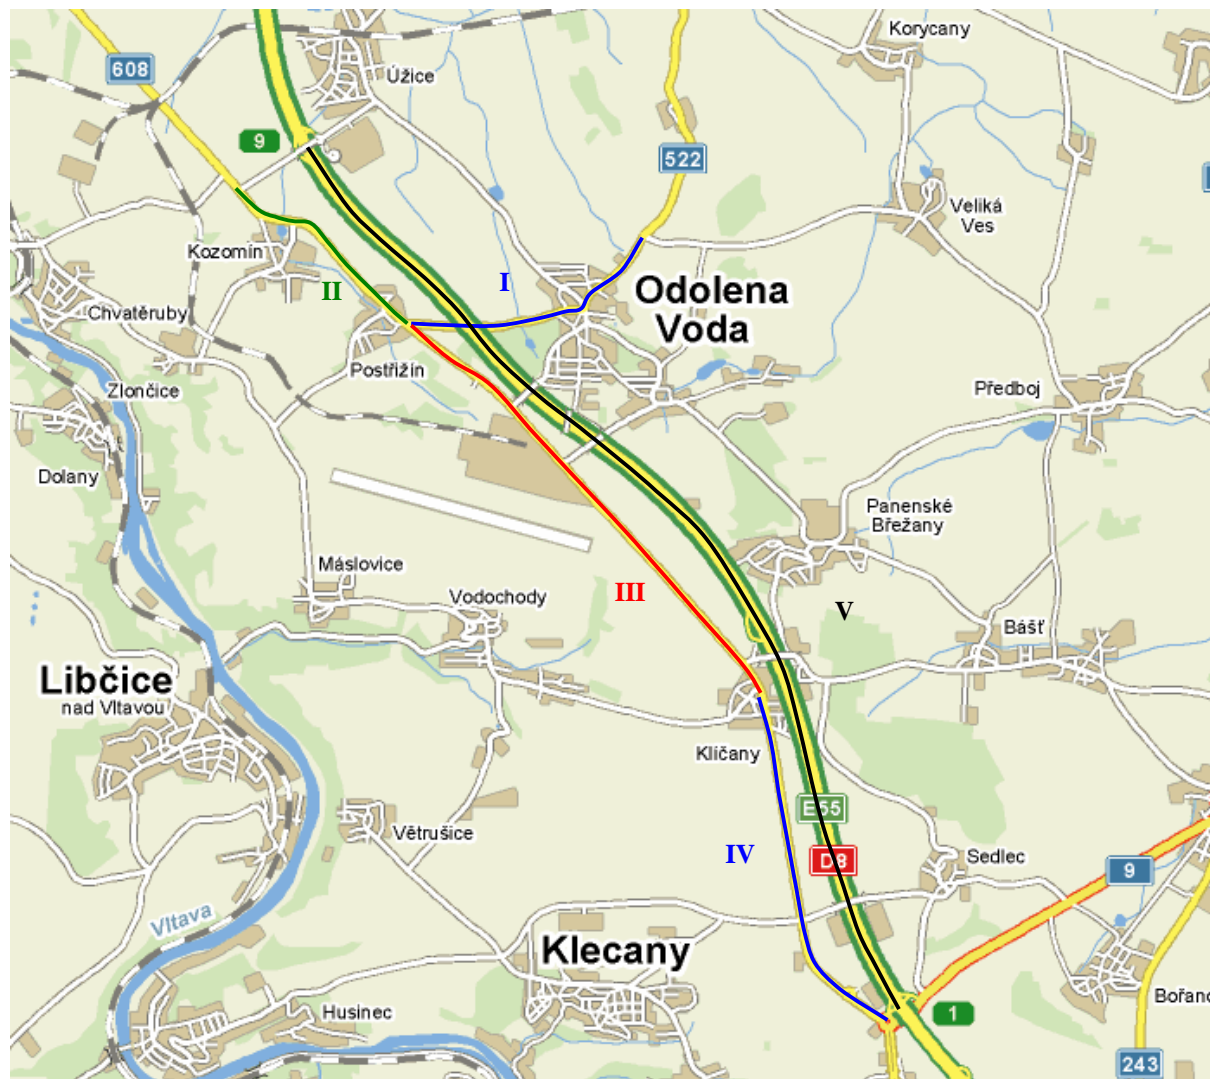 Korycany
608
Úžice
9
522
Veliká
Ves
Kozomín
I
II
Odolena
Voda
Chvatěruby
Postřižín
Zlončice
Předboj
Dolany
Panenské
Břežany
Máslovice
III
Vodochody
V
Bášť
Libčice
nad Vltavou
Klíčany
E55
Větrušice
IV
D8
Sedlec
9
Vltava
Klecany
Bořano
Husinec
1
243